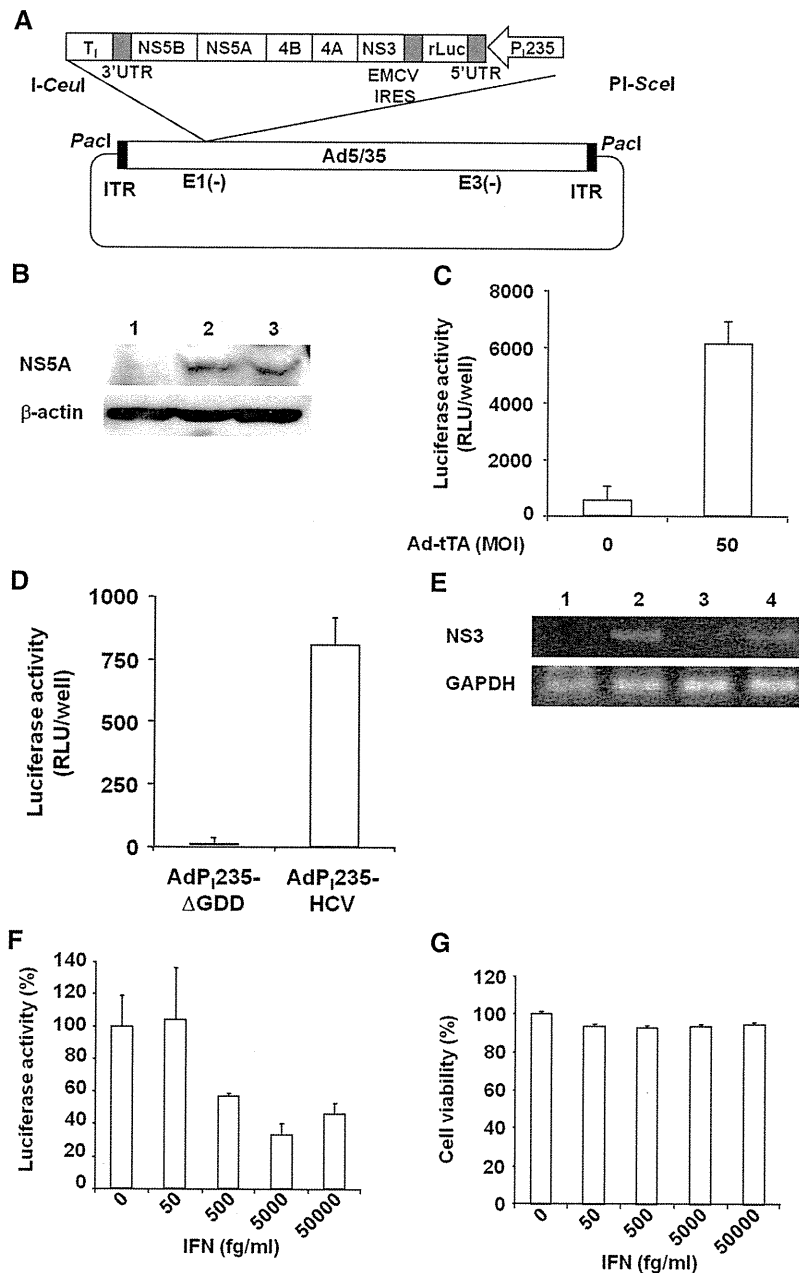 A
T_I NS5B NS5A 4B 4A NS3 rLuc P_I235
3'UTR EMCV IRES 5'UTR
I-CeuI PI-SceI
PacI Ad5/35 PacI
ITR E1(-) E3(-) ITR
B
1 2 3
NS5A
β-actin
C
Luciferase activity (RLU/well)
8000
6000
4000
2000
0
Ad-tTA (MOI) 0 50
D
Luciferase activity (RLU/well)
1000
750
500
250
0
AdP_I235-ΔGDD AdP_I235-HCV
E
1 2 3 4
NS3
GAPDH
F
Luciferase activity (%)
140
120
100
80
60
40
20
0
0 50 500 5000 50000
IFN (fg/ml)
G
Cell viability (%)
120
100
80
60
40
20
0
0 50 500 5000 50000
IFN (fg/ml)